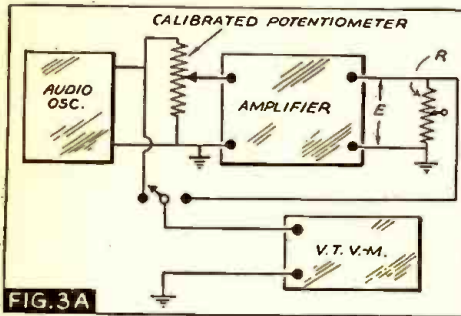 CALIBRATED POTENTIOMETER
AUDIO
OSC.
AMPLIFIER
E
R
V.T.V.-M.
FIG.3A